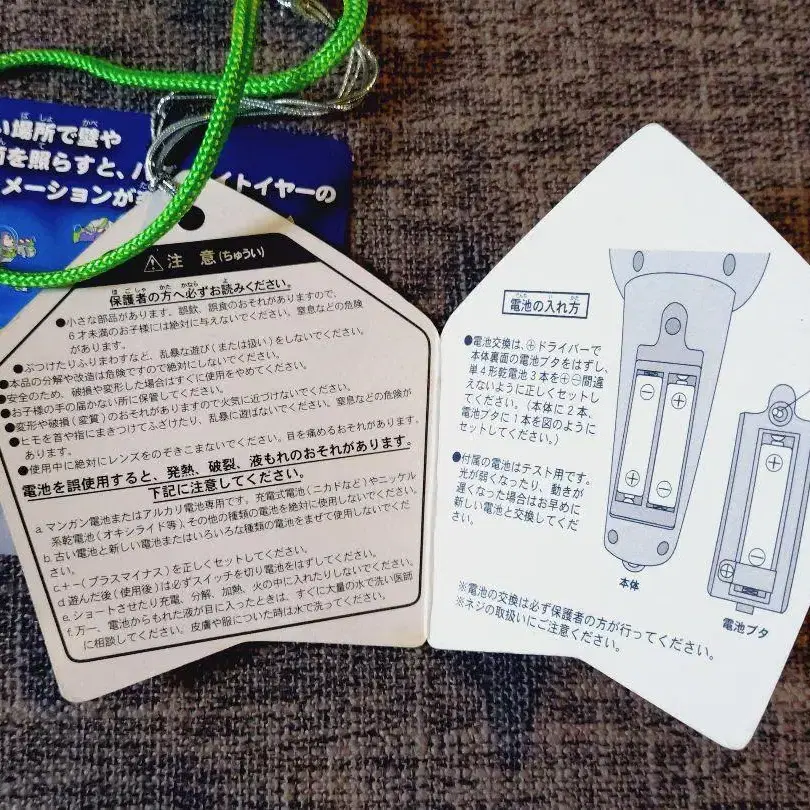 い場所で壁や
を照らすと、
イトイヤーの
メーションが
⚠注意(ちゅうい)
保護者の方へ必ずお読みください。
●小さな部品があります。誤飲、誤食のおそれがありますので、
6才未満のお子様には絶対に与えないでください。窒息などの危険
があります。
●ぶつけたりふりまわすなど、乱暴な遊び(または扱い)をしないでください。
●本品の分解や改造は危険ですので絶対にしないでください。
●安全のため、破損や変形した場合はすぐに使用をやめてください。
●お子様の手の届かない所に保管してください。
●変形や破損(変質)のおそれがありますので火気に近づけないでください。
●ヒモを首や指にまきつけてふざけたり、乱暴に遊ばないでください。窒息などの危険が
あります。
●使用中に絶対にレンズをのぞきこまないでください。目を痛めるおそれがあります。
電池を誤使用すると、発熱、破裂、液もれのおそれがあります。
下記に注意してください。
a.マンガン電池またはアルカリ電池専用です。充電式電池(ニカドなど)やニッケル
系乾電池(オキシライド等)、その他の種類の電池を絶対に使用しないでください。
b.古い電池と新しい電池またはいろいろな種類の電池をまぜて使用しないでくだ
さい。
c.+−(プラスマイナス)を正しくセットしてください。
d.遊んだ後(使用後)は必ずスイッチを切り電池をはずしてください。
e.ショートさせたり充電、分解、加熱、火の中に入れたりしないでください。
f.万一、電池からもれた液が目に入ったときは、すぐに大量の水で洗い医師
に相談してください。皮膚や服についた時は水で洗ってください。
電池の入れ方
●電池交換は、⊕ドライバーで
本体裏面の電池ブタをはずし、
単4形乾電池3本を⊕⊖間違
えないように正しくセットし
てください。(本体に2本、
電池ブタに1本を図のように
セットしてください。)
●付属の電池はテスト用です。
光が弱くなったり、動きが
遅くなった場合はお早めに
新しい電池と交換してくだ
さい。
本体
電池ブタ
※電池の交換は必ず保護者の方が行ってください。
※ネジの取扱いにご注意ください。